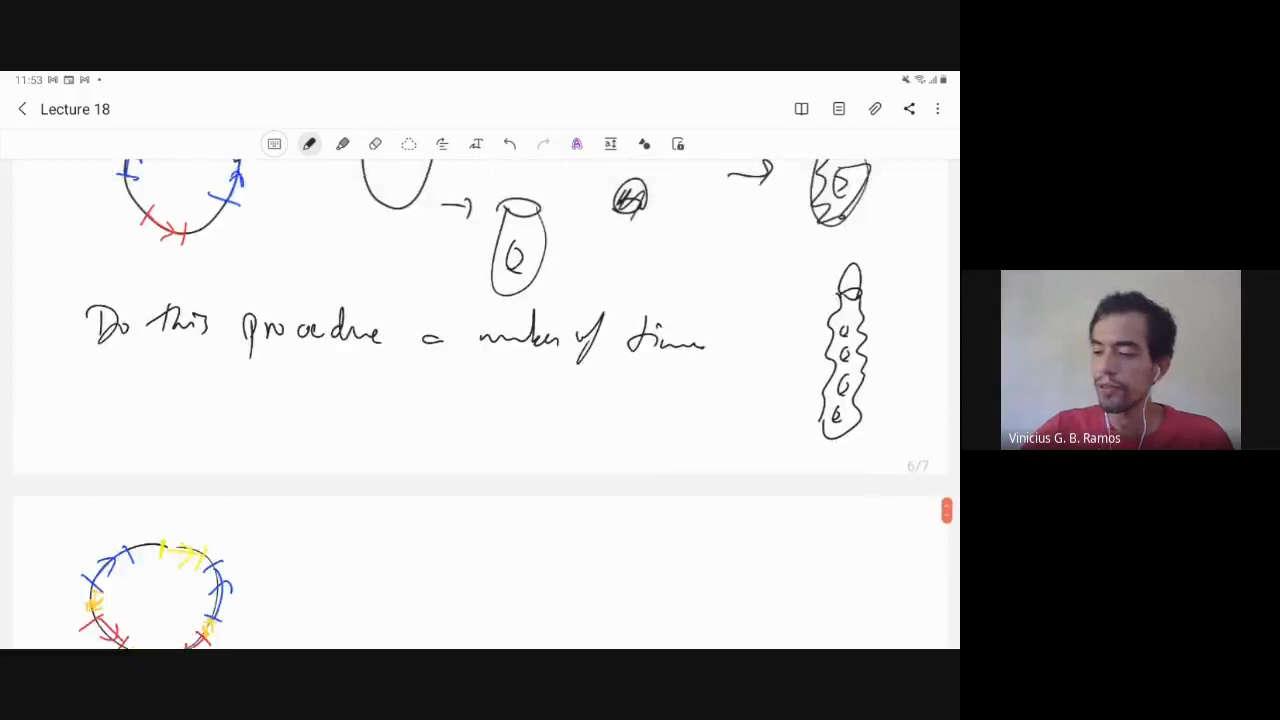 11:53
Lecture 18
Do this procedure a number of times
6/7
Vinicius G. B. Ramos